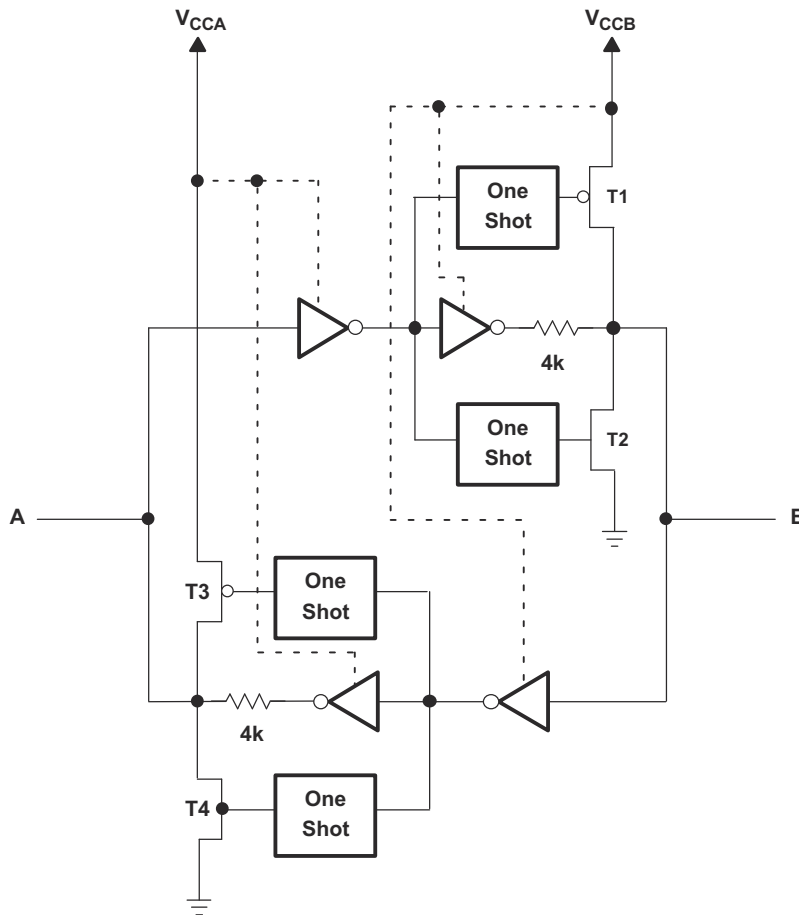 VCCA
VCCB
One
Shot
T1
4k
One
Shot
T2
A
B
T3
One
Shot
4k
T4
One
Shot